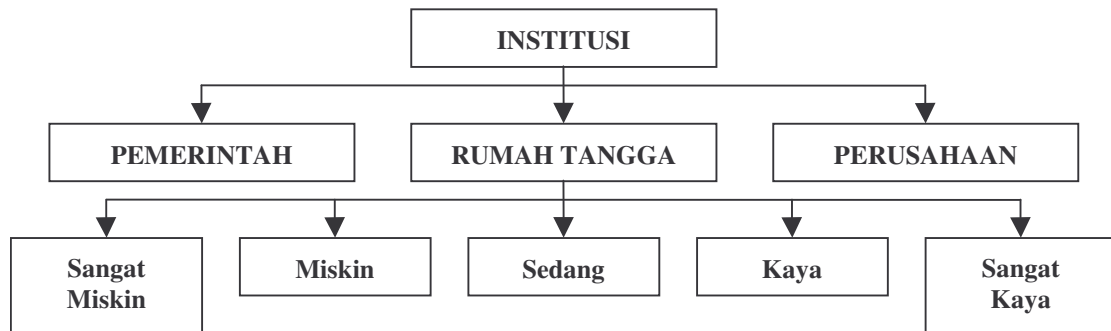 INSTITUSI
PEMERINTAH
RUMAH TANGGA
PERUSAHAAN
Sangat
Miskin
Miskin
Sedang
Kaya
Sangat
Kaya